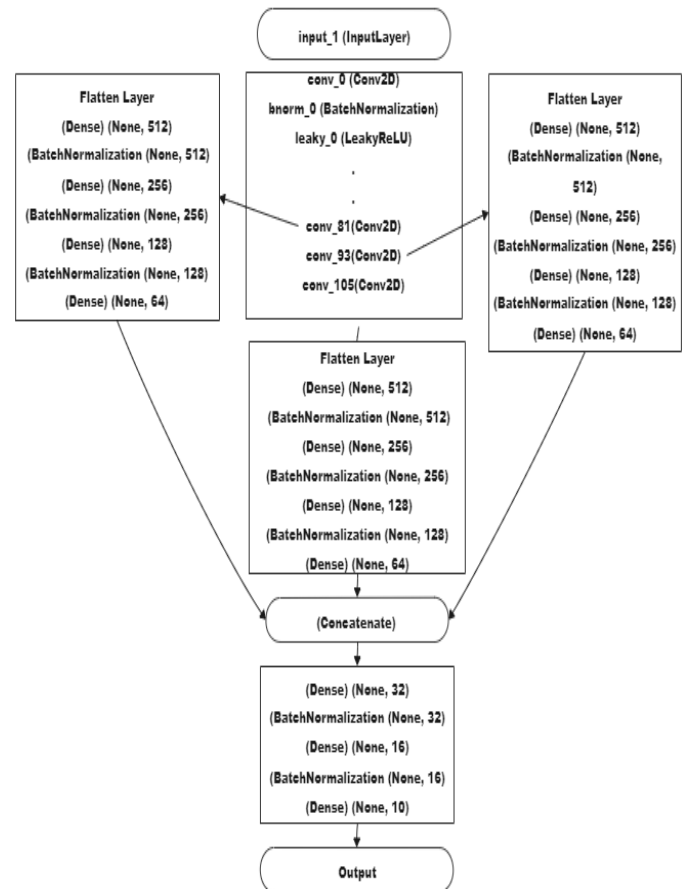 input_1 (InputLayer)
Flatten Layer
(Dense) (None, 512)
(BatchNormalization (None, 512)
(Dense) (None, 256)
(BatchNormalization (None, 256)
(Dense) (None, 128)
(BatchNormalization (None, 128)
(Dense) (None, 64)
conv_0 (Conv2D)
bnorm_0 (BatchNormalization)
leaky_0 (LeakyReLU)
.
.
conv_81(Conv2D)
conv_93(Conv2D)
conv_105(Conv2D)
Flatten Layer
(Dense) (None, 512)
(BatchNormalization (None,
512)
(Dense) (None, 256)
(BatchNormalization (None, 256)
(Dense) (None, 128)
(BatchNormalization (None, 128)
(Dense) (None, 64)
Flatten Layer
(Dense) (None, 512)
(BatchNormalization (None, 512)
(Dense) (None, 256)
(BatchNormalization (None, 256)
(Dense) (None, 128)
(BatchNormalization (None, 128)
(Dense) (None, 64)
(Concatenate)
(Dense) (None, 32)
(BatchNormalization (None, 32)
(Dense) (None, 16)
(BatchNormalization (None, 16)
(Dense) (None, 10)
Output